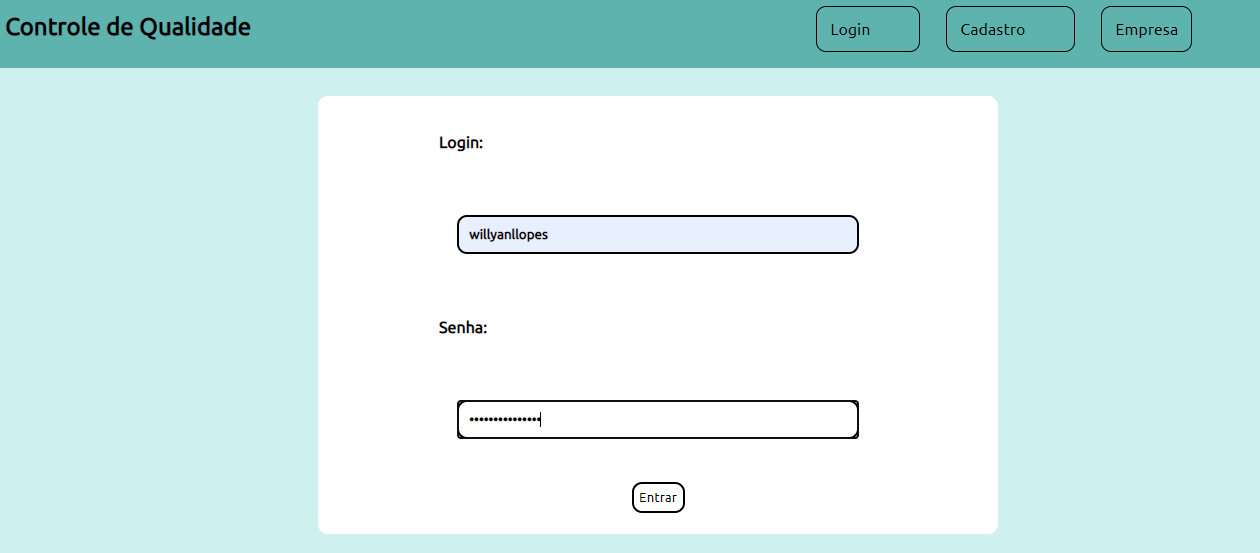 Controle de Qualidade
Login
Cadastro
Empresa
Login:
willyanllopes
Senha:
•••••••••••••••
Entrar